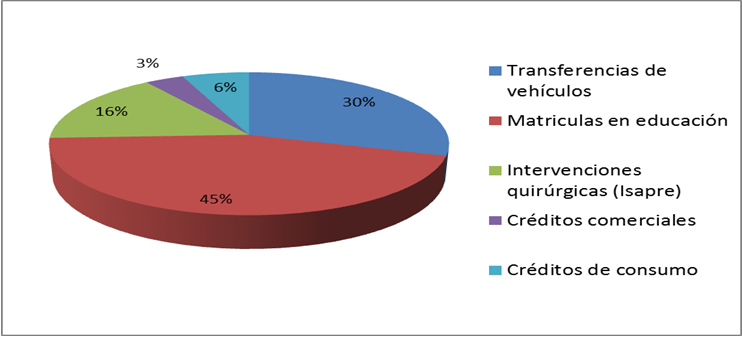 3%
6%
30%
16%
45%
Transferencias de
vehículos
Matriculas en educación
Intervenciones
quirúrgicas (Isapre)
Créditos comerciales
Créditos de consumo